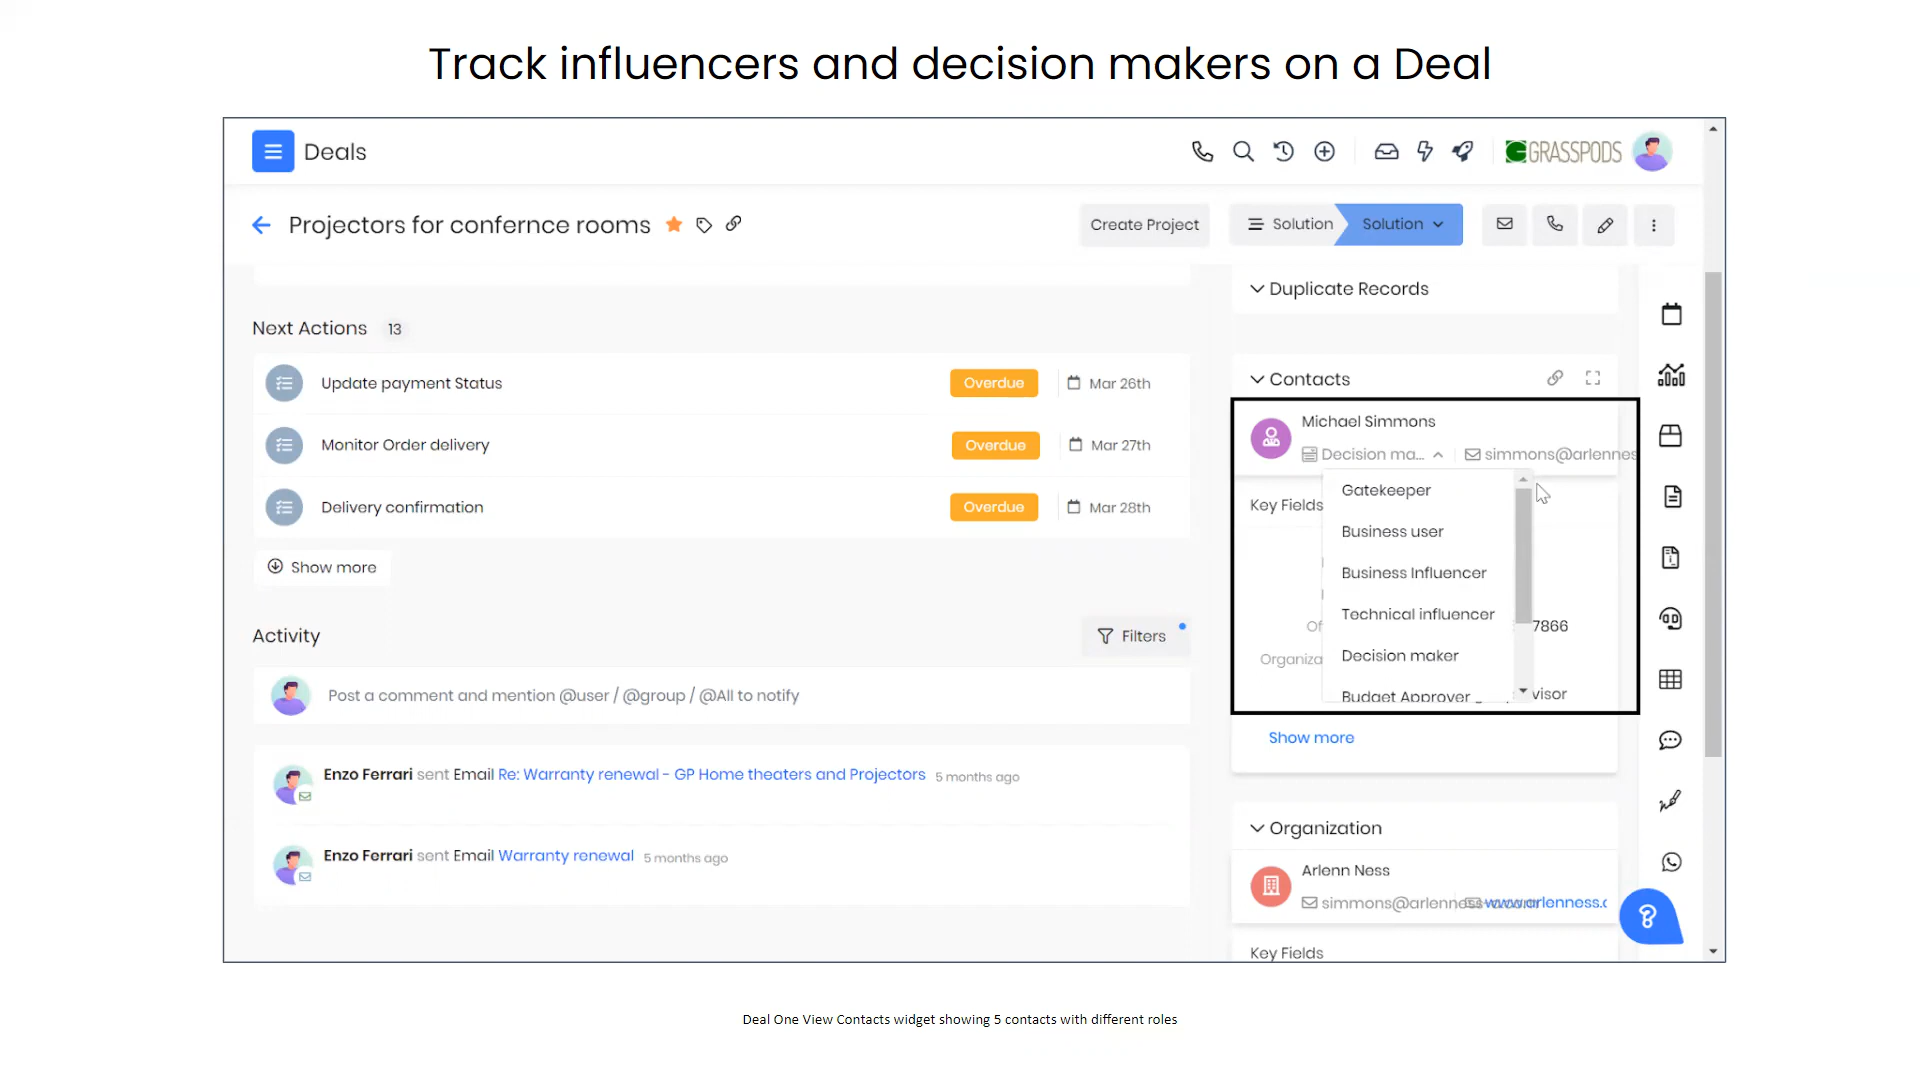 Track influencers and decision makers on a Deal
Deals
GRASSPODS
Projectors for confernce rooms
Create Project
Solution
Solution
Duplicate Records
Next Actions 13
Update payment Status Overdue Mar 26th
Monitor Order delivery Overdue Mar 27th
Delivery confirmation Overdue Mar 28th
Show more
Contacts
Michael Simmons
Decision ma... simmons@arlennes
Key Fields
Gatekeeper
Business user
Business Influencer
Technical influencer
Of 7866
Decision maker
Organiza
Budget Approver visor
Show more
Activity
Filters
Post a comment and mention @user / @group / @All to notify
Enzo Ferrari sent Email Re: Warranty renewal - GP Home theaters and Projectors 5 months ago
Enzo Ferrari sent Email Warranty renewal 5 months ago
Organization
Arlenn Ness
simmons@arlenness www.arlenness.c
Key Fields
Deal One View Contacts widget showing 5 contacts with different roles